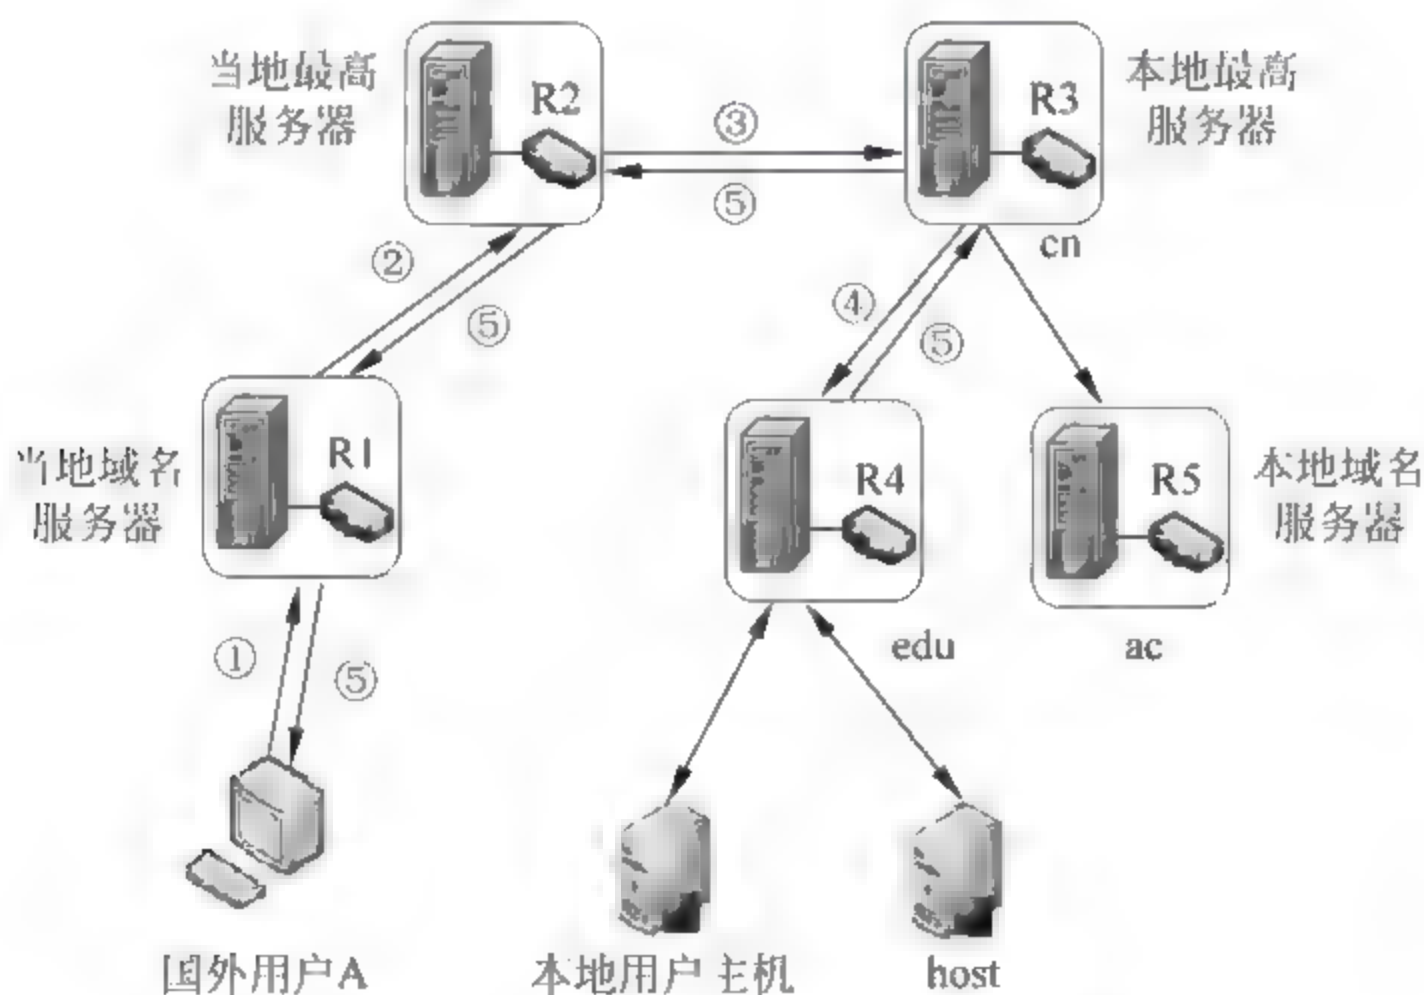 当地最高
服务器
R2
③
⑤
R3
本地最高
服务器
cn
②
⑤
④
⑤
当地域名
服务器
R1
R4
R5
本地域名
服务器
edu
ac
①
⑤
国外用户A
本地用户主机
host